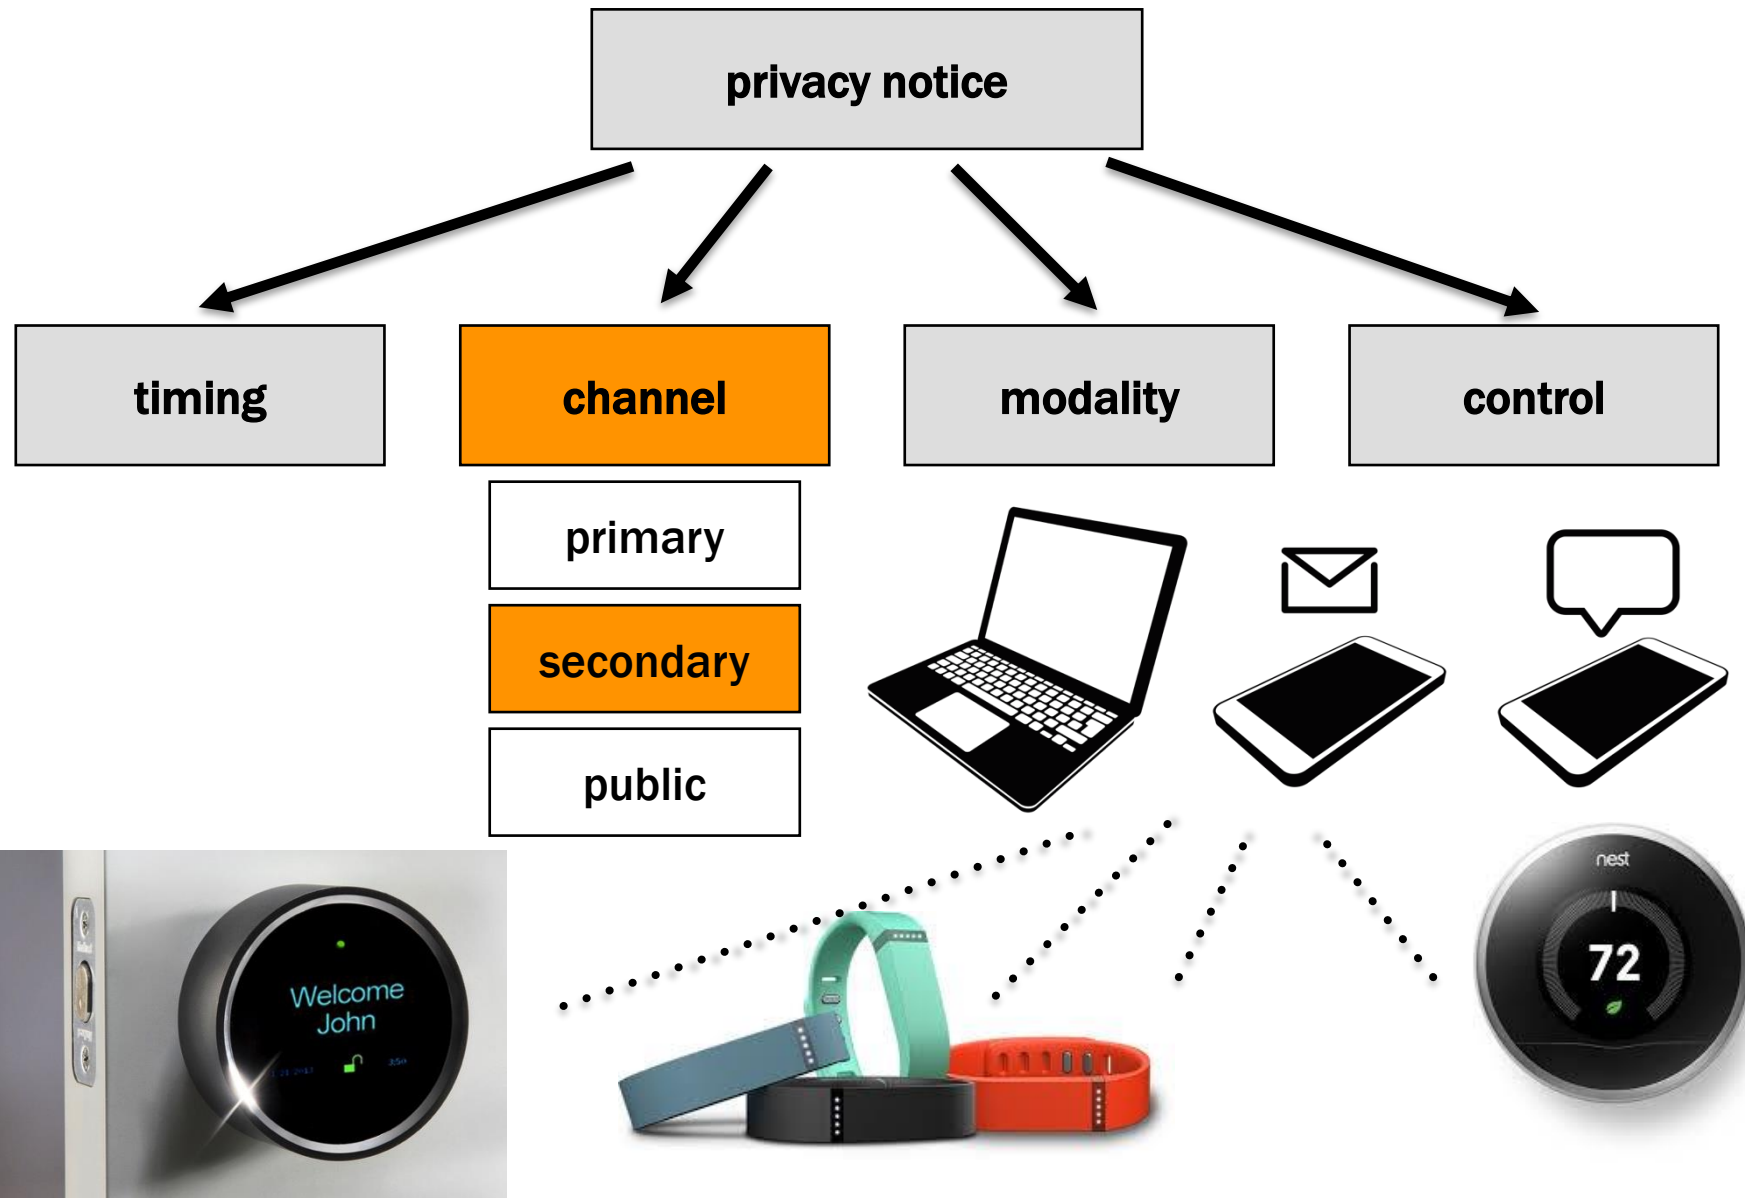 privacy notice
timing
channel
modality
control
primary
secondary
public
Welcome
John
nest
72